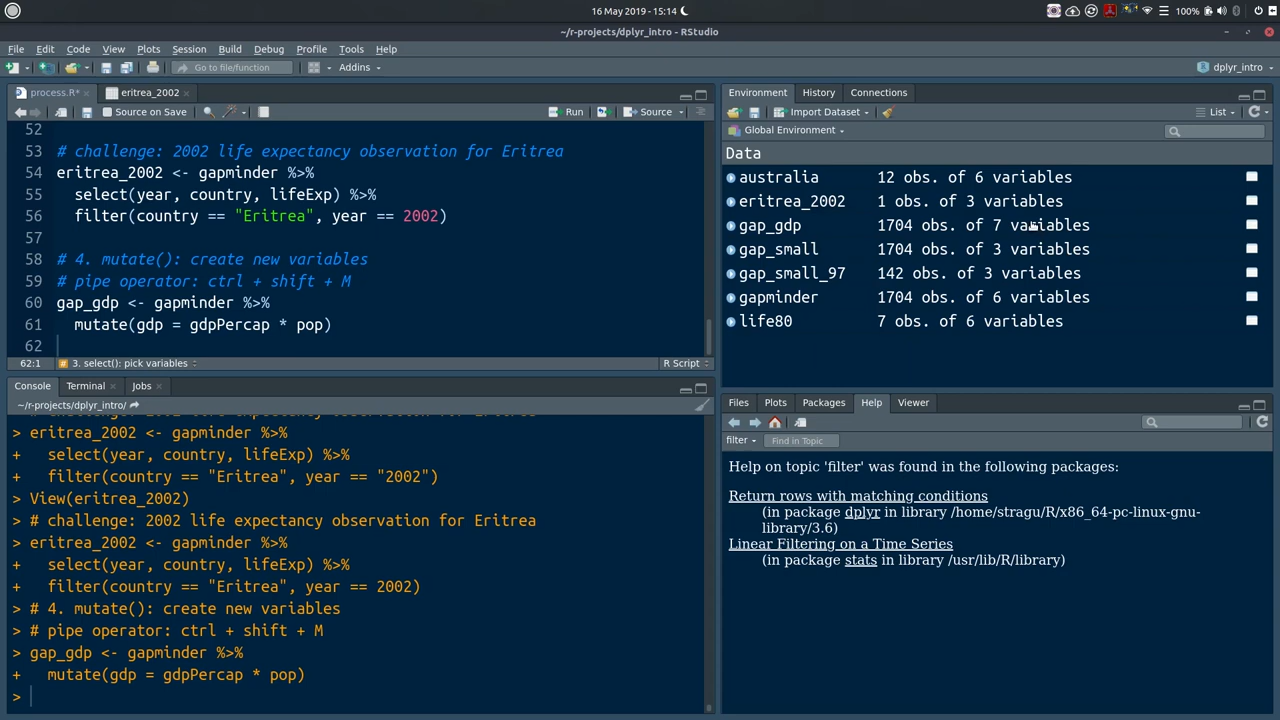 16 May 2019 - 15:14
100%
~/r-projects/dplyr_intro - RStudio
File Edit Code View Plots Session Build Debug Profile Tools Help
Go to file/function Addins dplyr_intro
process.R* eritrea_2002
Source on Save Run Source
52
53 # challenge: 2002 life expectancy observation for Eritrea
54 eritrea_2002 <- gapminder %>%
55 select(year, country, lifeExp) %>%
56 filter(country == "Eritrea", year == 2002)
57
58 # 4. mutate(): create new variables
59 # pipe operator: ctrl + shift + M
60 gap_gdp <- gapminder %>%
61 mutate(gdp = gdpPercap * pop)
62
62:1 # 3. select(): pick variables R Script
Console Terminal Jobs
~/r-projects/dplyr_intro/
# challenge: 2002 life expectancy observation for Eritrea
> eritrea_2002 <- gapminder %>%
+ select(year, country, lifeExp) %>%
+ filter(country == "Eritrea", year == "2002")
> View(eritrea_2002)
> # challenge: 2002 life expectancy observation for Eritrea
> eritrea_2002 <- gapminder %>%
+ select(year, country, lifeExp) %>%
+ filter(country == "Eritrea", year == 2002)
> # 4. mutate(): create new variables
> # pipe operator: ctrl + shift + M
> gap_gdp <- gapminder %>%
+ mutate(gdp = gdpPercap * pop)
>
Environment History Connections
Import Dataset List
Global Environment
Data
australia 12 obs. of 6 variables
eritrea_2002 1 obs. of 3 variables
gap_gdp 1704 obs. of 7 variables
gap_small 1704 obs. of 3 variables
gap_small_97 142 obs. of 3 variables
gapminder 1704 obs. of 6 variables
life80 7 obs. of 6 variables
Files Plots Packages Help Viewer
filter Find in Topic
Help on topic 'filter' was found in the following packages:
Return rows with matching conditions
(in package dplyr in library /home/stragu/R/x86_64-pc-linux-gnu-
library/3.6)
Linear Filtering on a Time Series
(in package stats in library /usr/lib/R/library)